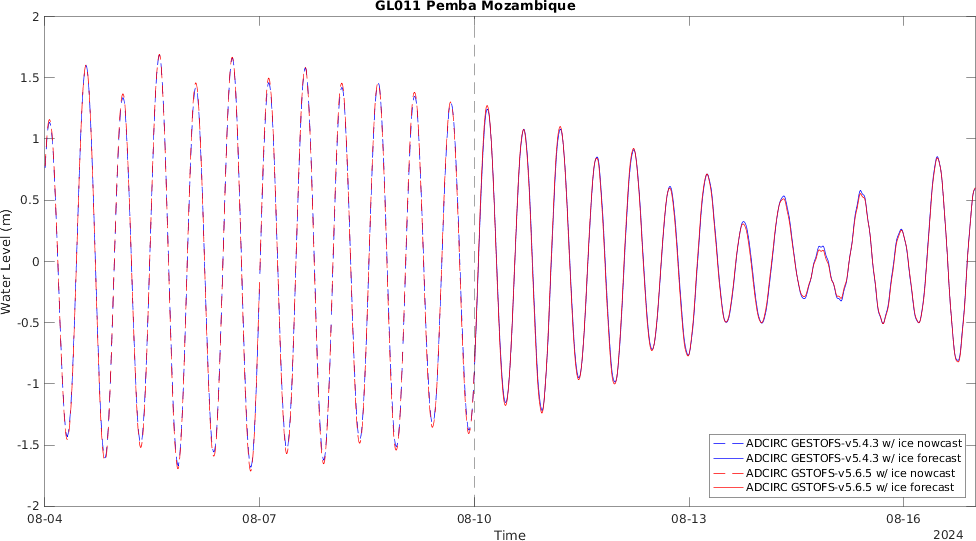 GL011 Pemba Mozambique
2
1.5
1
0.5
0
-0.5
-1
-1.5
-2
Water Level (m)
ADCIRC GESTOFS-v5.4.3 w/ ice nowcast
ADCIRC GESTOFS-v5.4.3 w/ ice forecast
ADCIRC GSTOFS-v5.6.5 w/ ice nowcast
ADCIRC GSTOFS-v5.6.5 w/ ice forecast
08-04 08-07 08-10 08-13 08-16
Time
2024